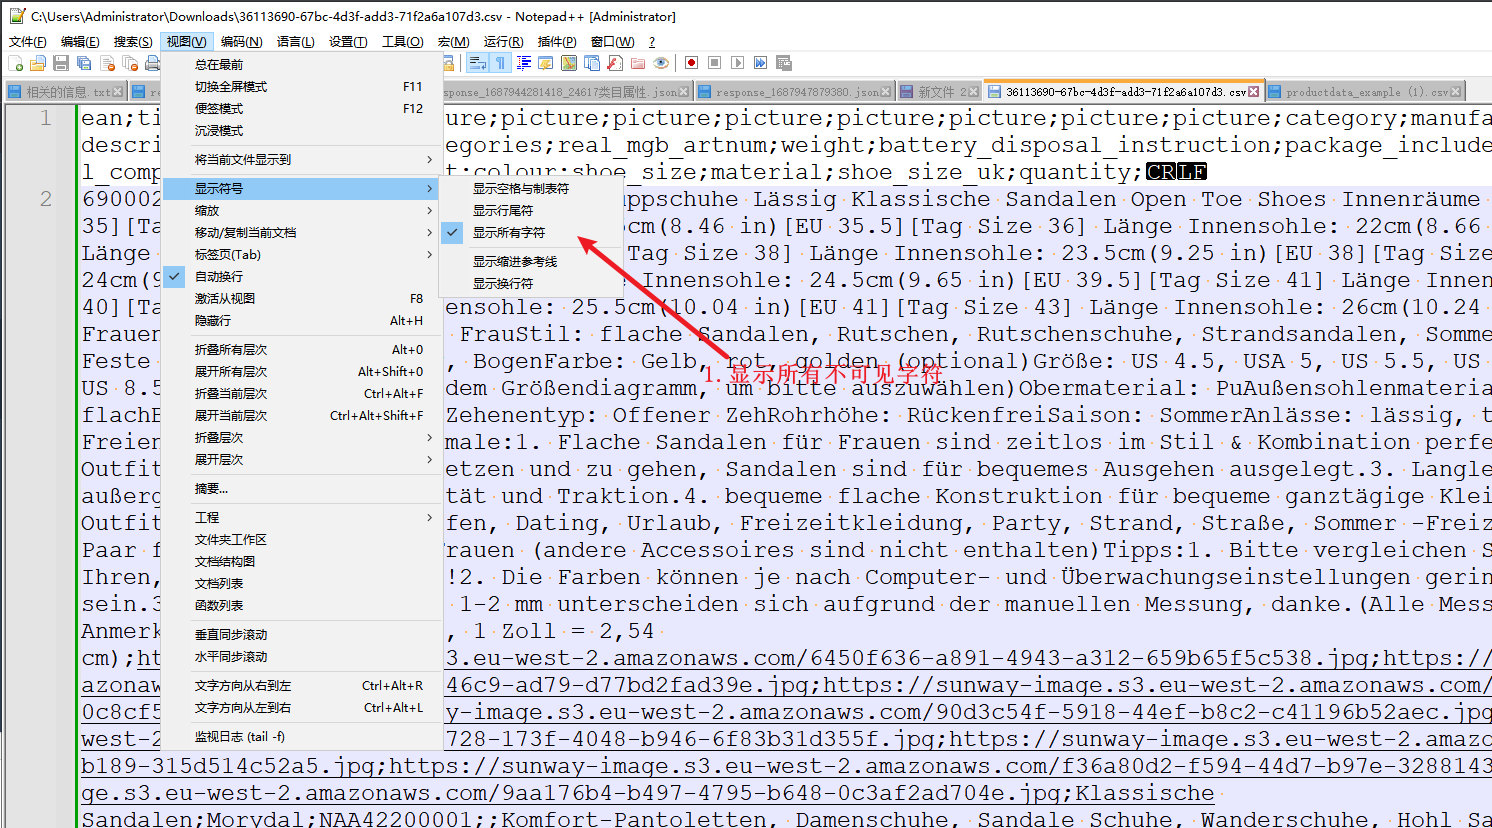 C:\Users\Administrator\Downloads\36113690-67bc-4d3f-add3-71f2a6a107d3.csv - Notepad++ [Administrator]
文件(F) 编辑(E) 搜索(S) 视图(V) 编码(N) 语言(L) 设置(T) 工具(O) 宏(M) 运行(R) 插件(P) 窗口(W) ?
相关的信息.txt re sponse_1687944281418_24617类目属性.json response_1687947879380.json 新文件 2 36113690-67bc-4d3f-add3-71f2a6a107d3.csv productdata_example (1).csv
总在最前
切换全屏模式 F11
便签模式 F12
沉浸模式
将当前文件显示到
显示符号
缩放
移动/复制当前文档
标签页(Tab)
自动换行
激活从视图 F8
隐藏行 Alt+H
折叠所有层次 Alt+0
展开所有层次 Alt+Shift+0
折叠当前层次 Ctrl+Alt+F
展开当前层次 Ctrl+Alt+Shift+F
折叠层次
展开层次
摘要...
工程
文件夹工作区
文档结构图
文档列表
函数列表
垂直同步滚动
水平同步滚动
文字方向从右到左 Ctrl+Alt+R
文字方向从左到右 Ctrl+Alt+L
监视日志 (tail -f)
显示空格与制表符
显示行尾符
显示所有字符
显示缩进参考线
显示换行符
1. 显示所有不可见字符
1 ean;ti ure;picture;picture;picture;picture;picture;category;manufa
descri egories;real_mgb_artnum;weight;battery_disposal_instruction;package_include
l_comp t;colour;shoe_size;material;shoe_size_uk;quantity;CRLF
2 690002 uppschuhe Lässig Klassische Sandalen Open Toe Shoes Innenräume
35][Ta cm(8.46 in)[EU 35.5][Tag Size 36] Länge Innensohle: 22cm(8.66
Länge [Tag Size 38] Länge Innensohle: 23.5cm(9.25 in)[EU 38][Tag Size
24cm(9 e Innensohle: 24.5cm(9.65 in)[EU 39.5][Tag Size 41] Länge Innen
40][Ta ensohle: 25.5cm(10.04 in)[EU 41][Tag Size 43] Länge Innensohle: 26cm(10.24
Frauen FrauStil: flache Sandalen, Rutschen, Rutschenschuhe, Strandsandalen, Somme
Feste , BogenFarbe: Gelb, rot, golden (optional)Größe: US 4.5, USA 5, US 5.5, US
US 8.5 dem Größendiagramm, um bitte auszuwählen)Obermaterial: PuAußensohlenmater
flachE Zehenentyp: Offener ZehRohrhöhe: RückenfreiSaison: SommerAnlässe: lässig, t
Freien male:1. Flache Sandalen für Frauen sind zeitlos im Stil & Kombination perfe
Outfit etzen und zu gehen, Sandalen sind für bequemes Ausgehen ausgelegt.3. Langle
außerg tät und Traktion.4. bequeme flache Konstruktion für bequeme ganztägige Klei
Outfit fen, Dating, Urlaub, Freizeitkleidung, Party, Strand, Straße, Sommer -Freiz
Paar f Frauen (andere Accessoires sind nicht enthalten)Tipps:1. Bitte vergleichen S
Ihren, !2. Die Farben können je nach Computer- und Überwachungseinstellungen gerin
sein.3 1-2 mm unterscheiden sich aufgrund der manuellen Messung, danke.(Alle Mess
Anmerk , 1 Zoll = 2,54
cm);ht 3.eu-west-2.amazonaws.com/6450f636-a891-4943-a312-659b65f5c538.jpg;https://
azonaw 46c9-ad79-d77bd2fad39e.jpg;https://sunway-image.s3.eu-west-2.amazonaws.com/
0c8cf5 y-image.s3.eu-west-2.amazonaws.com/90d3c54f-5918-44ef-b8c2-c41196b52aec.jpg
west-2 728-173f-4048-b946-6f83b31d355f.jpg;https://sunway-image.s3.eu-west-2.amazo
b189-315d514c52a5.jpg;https://sunway-image.s3.eu-west-2.amazonaws.com/f36a80d2-f594-44d7-b97e-3288143
ge.s3.eu-west-2.amazonaws.com/9aa176b4-b497-4795-b648-0c3af2ad704e.jpg;Klassische
Sandalen;Morydal;NAA42200001;;Komfort-Pantoletten, Damenschuhe, Sandale Schuhe, Wanderschuhe, Hohl Sa